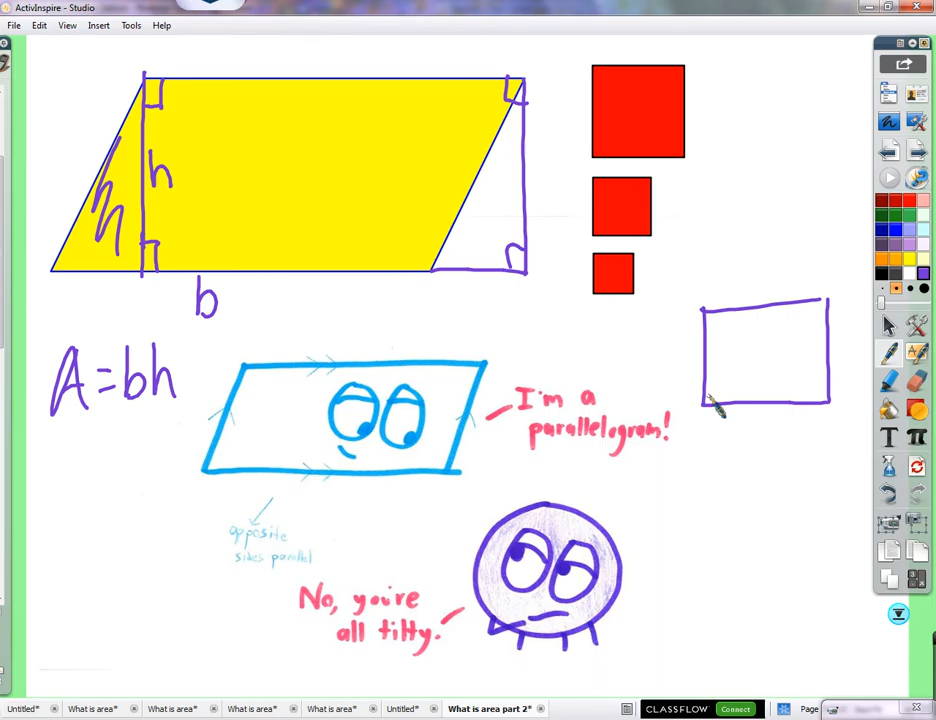 ActivInspire - Studio
File Edit View Insert Tools Help
h
b
A = bh
I'm a
parallelogram!
opposite
sides parallel
No, you're
all tilty.
T π
Untitled* What is area* What is area* What is area* What is area* Untitled* What is area part 2* CLASSFLOW Connect Page